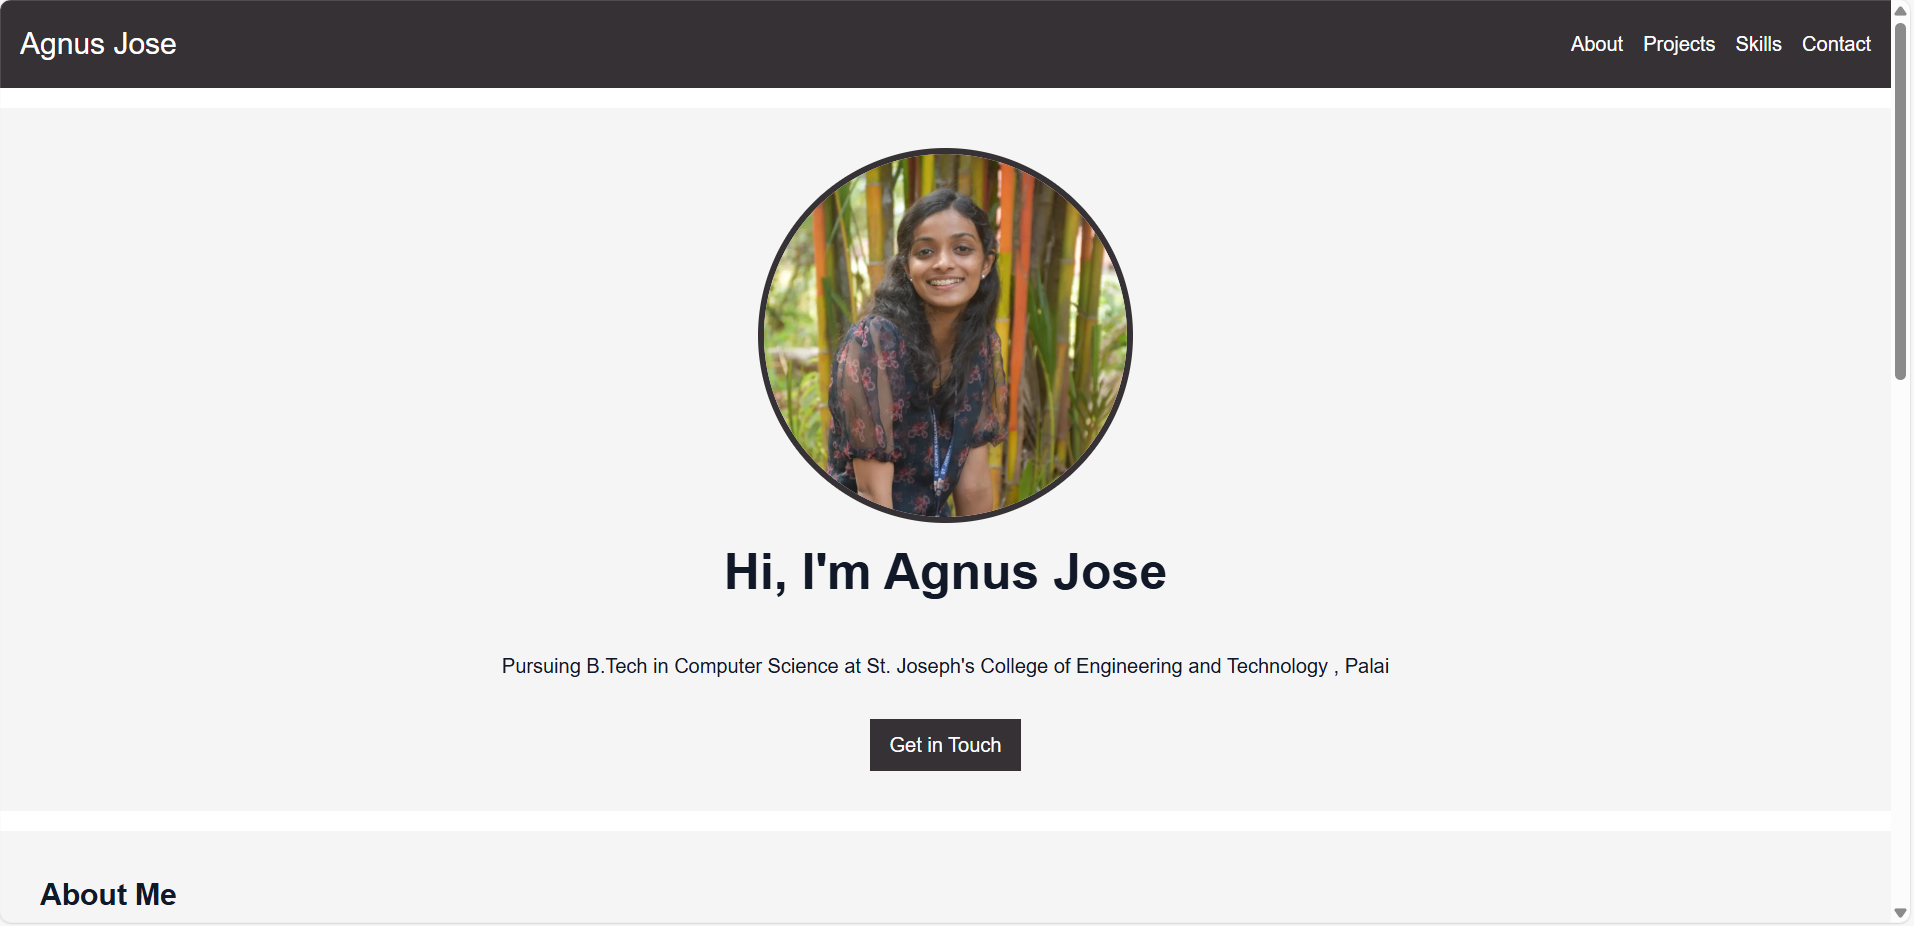 Agnus Jose
About Projects Skills Contact
Hi, I'm Agnus Jose
Pursuing B.Tech in Computer Science at St. Joseph's College of Engineering and Technology , Palai
Get in Touch
About Me